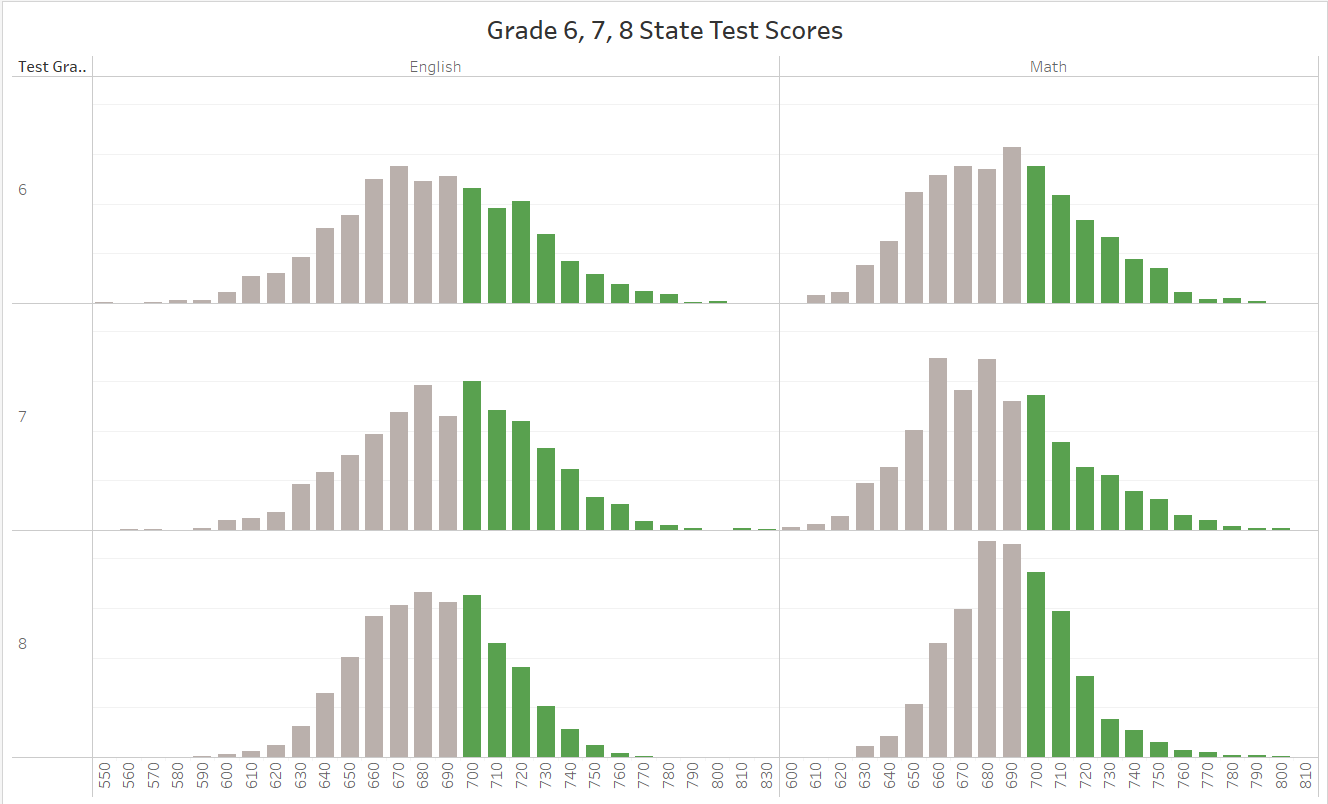 Grade 6, 7, 8 State Test Scores
Test Gra.. English Math
6
7
8
550 560 570 580 590 600 610 620 630 640 650 660 670 680 690 700 710 720 730 740 750 760 770 780 790 800 810 830 600 610 620 630 640 650 660 670 680 690 700 710 720 730 740 750 760 770 780 790 800 810